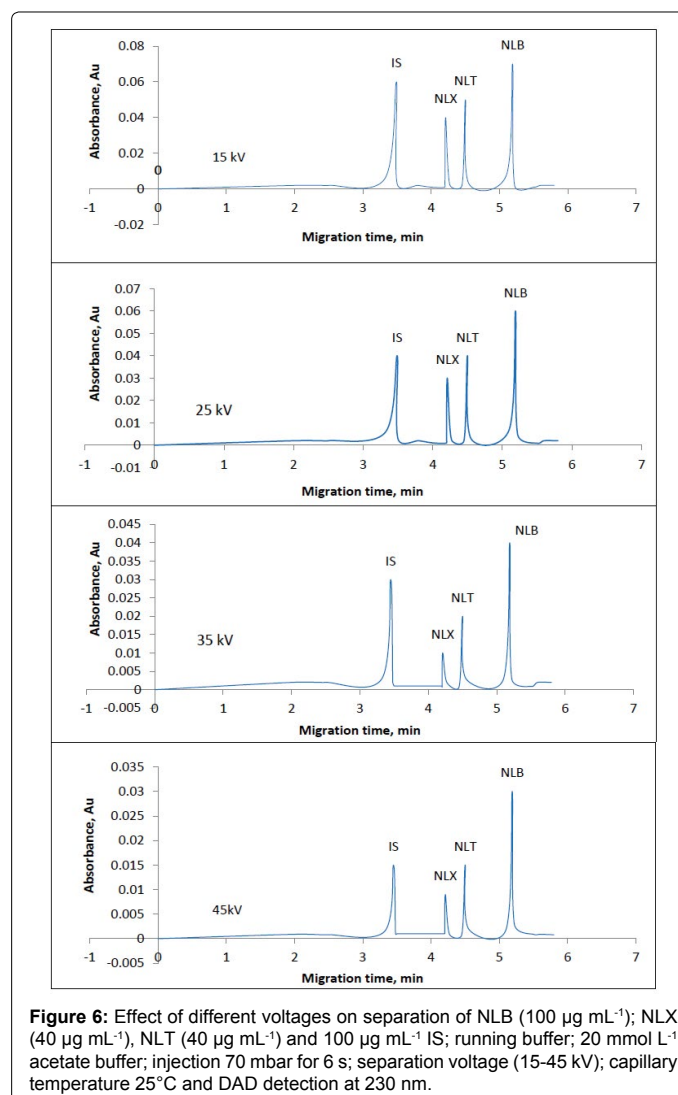 Absorbance, Au
0.08
0.06
0.04
0.02
0
-0.02
0
15 kV
IS
NLX
NLT
NLB
-1 0 1 2 3 4 5 6 7
Migration time, min
Absorbance, Au
0.07
0.06
0.05
0.04
0.03
0.02
0.01
0
-0.01
25 kV
IS
NLX
NLT
NLB
-1 0 1 2 3 4 5 6 7
Migration time, min
Absorbance, Au
0.045
0.04
0.035
0.03
0.025
0.02
0.015
0.01
0.005
0
-0.005
35 kV
IS
NLX
NLT
NLB
-1 0 1 2 3 4 5 6 7
Migration time, min
Absorbance, Au
0.035
0.03
0.025
0.02
0.015
0.01
0.005
0
-0.005
45kV
IS
NLX
NLT
NLB
-1 0 1 2 3 4 5 6 7
Migration time, min
Figure 6: Effect of different voltages on separation of NLB (100 µg mL⁻¹); NLX
(40 µg mL⁻¹), NLT (40 µg mL⁻¹) and 100 µg mL⁻¹ IS; running buffer; 20 mmol L⁻¹
acetate buffer; injection 70 mbar for 6 s; separation voltage (15-45 kV); capillary
temperature 25°C and DAD detection at 230 nm.